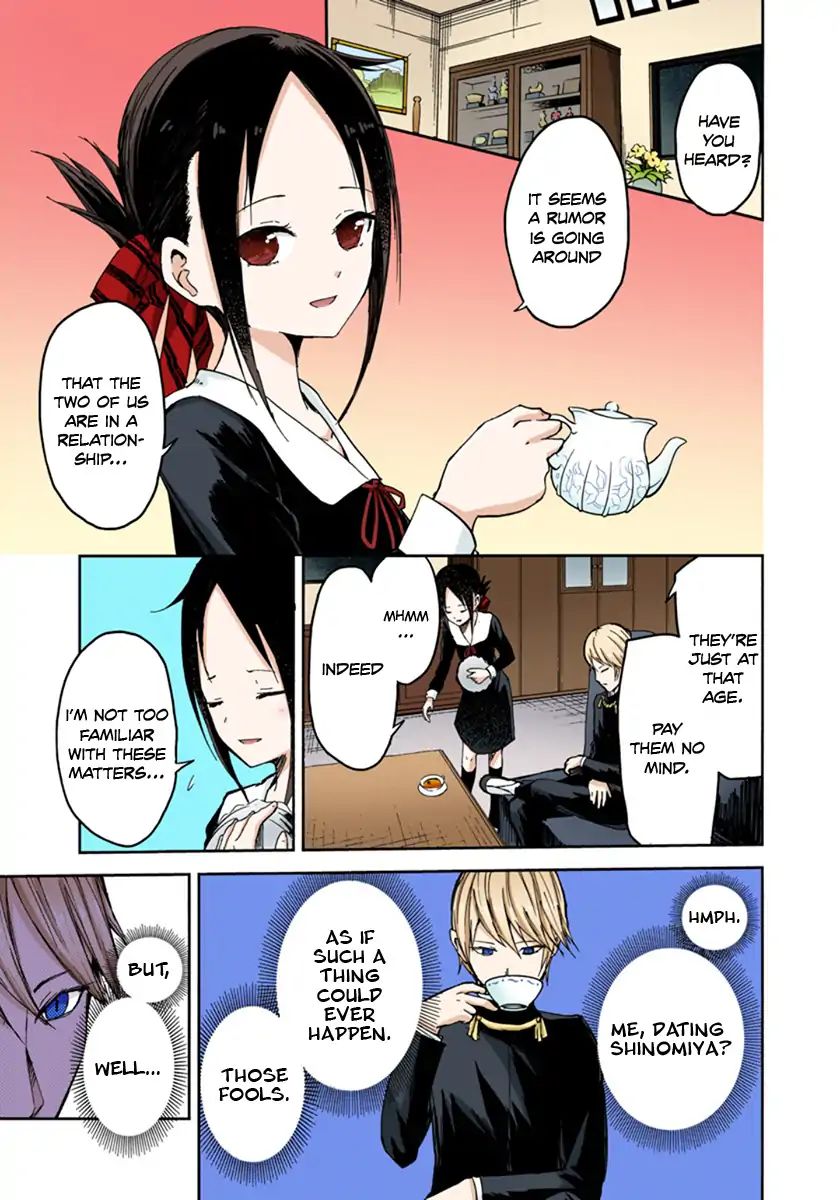 HAVE
YOU
HEARD?
IT SEEMS
A RUMOR
IS GOING
AROUND
THAT THE
TWO OF US
ARE IN A
RELATION-
SHIP...
THEY'RE
JUST AT
THAT
AGE.
PAY
THEM NO
MIND.
MHMM
...
INDEED
I'M NOT TOO
FAMILIAR
WITH THESE
MATTERS...
HMPH.
ME, DATING
SHINOMIYA?
AS IF
SUCH A
THING
COULD
EVER
HAPPEN.
THOSE
FOOLS.
BUT,
WELL...